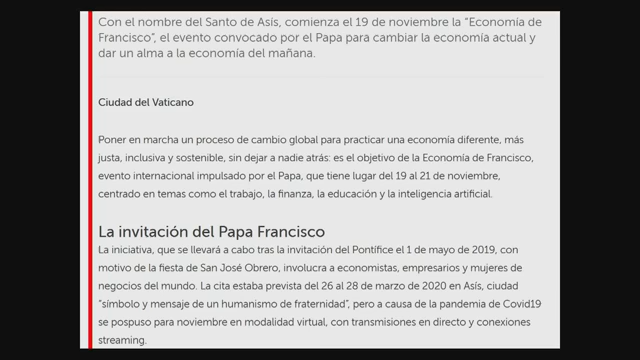 Con el nombre del Santo de Asís, comienza el 19 de noviembre la “Economía de
Francisco”, el evento convocado por el Papa para cambiar la economía actual y
dar un alma a la economía del mañana.
Ciudad del Vaticano
Poner en marcha un proceso de cambio global para practicar una economía diferente, más
justa, inclusiva y sostenible, sin dejar a nadie atrás: es el objetivo de la Economía de Francisco,
evento internacional impulsado por el Papa, que tiene lugar del 19 al 21 de noviembre,
centrado en temas como el trabajo, la finanza, la educación y la inteligencia artificial.
La invitación del Papa Francisco
La iniciativa, que se llevará a cabo tras la invitación del Pontífice el 1 de mayo de 2019, con
motivo de la fiesta de San José Obrero, involucra a economistas, empresarios y mujeres de
negocios del mundo. La cita estaba prevista del 26 al 28 de marzo de 2020 en Asís, ciudad
“símbolo y mensaje de un humanismo de fraternidad”, pero a causa de la pandemia de Covid19
se pospuso para noviembre en modalidad virtual, con transmisiones en directo y conexiones
streaming.